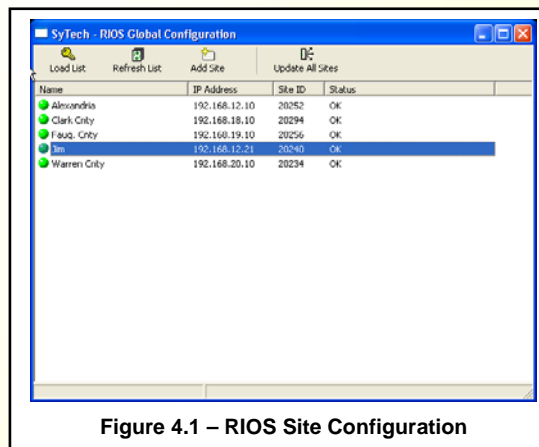 SyTech - RIOS Global Configuration
Load List Refresh List Add Site Update All Sites
Name IP Address Site ID Status
Alexandria 192.168.12.10 20252 OK
Clark Cnty 192.168.18.10 20294 OK
Fauq. Cnty 192.168.19.10 20256 OK
Jim 192.168.12.21 20240 OK
Warren Cnty 192.168.20.10 20234 OK
Figure 4.1 – RIOS Site Configuration